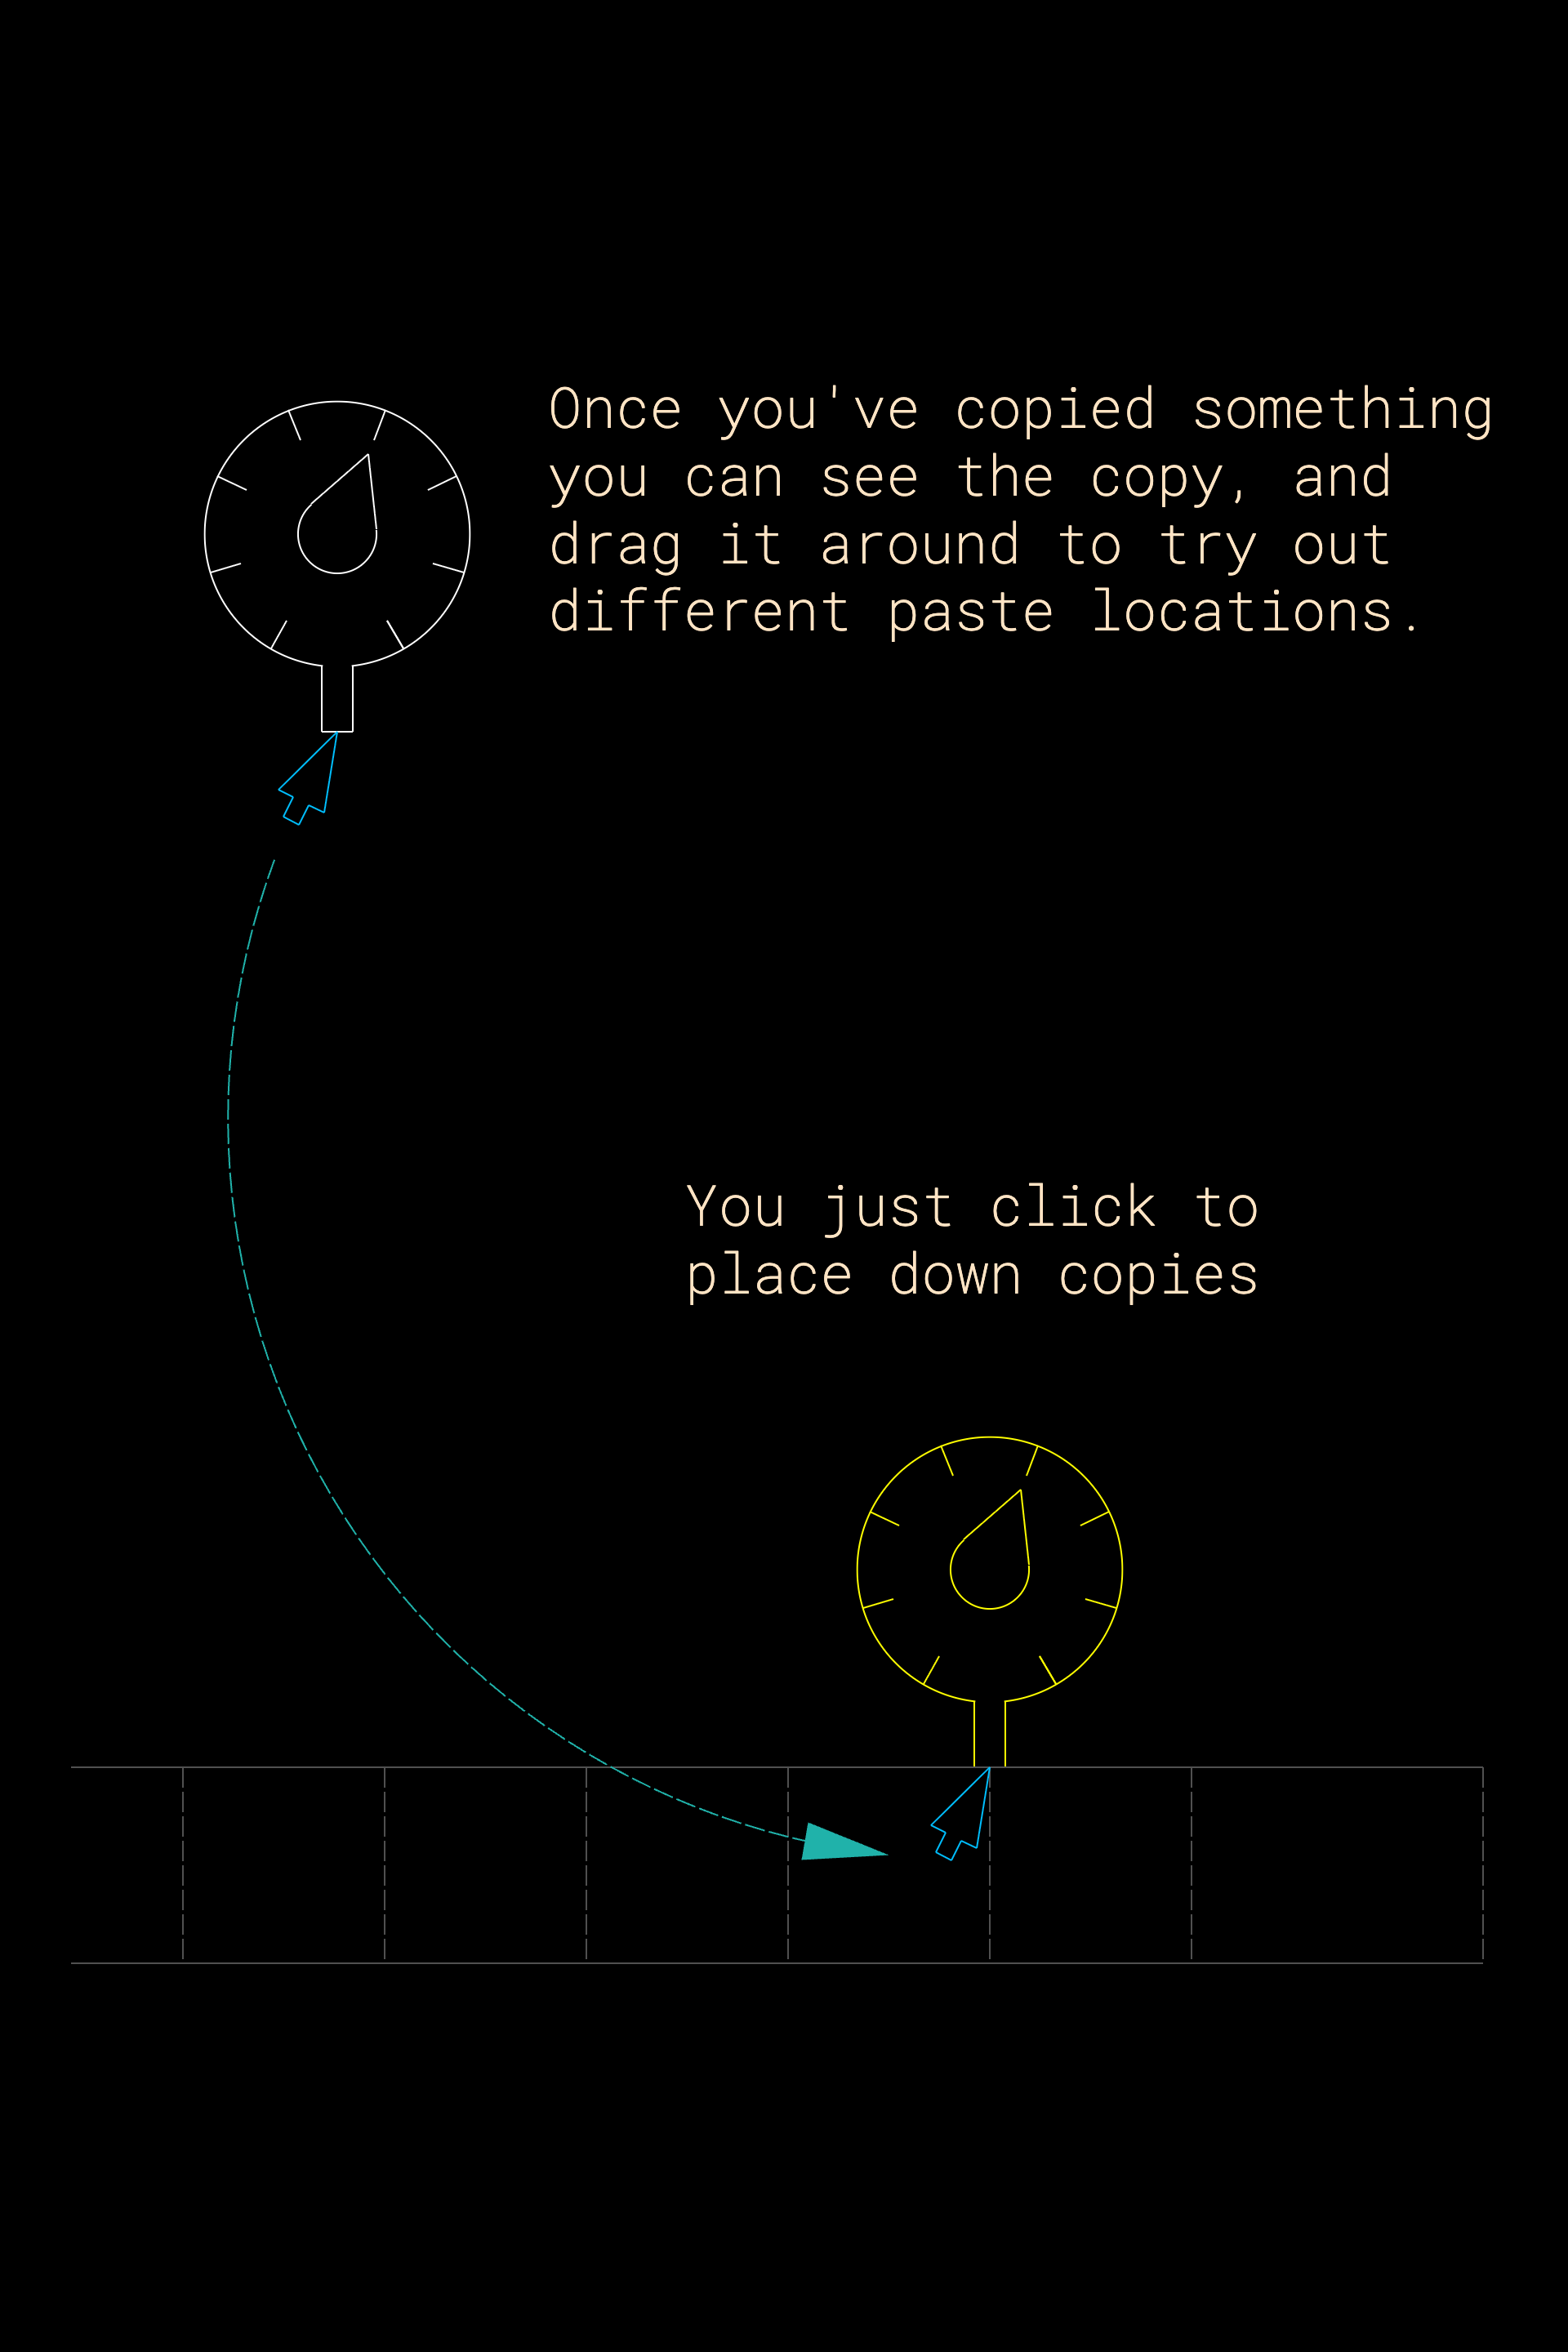 Once you've copied something
you can see the copy, and
drag it around to try out
different paste locations.
You just click to
place down copies